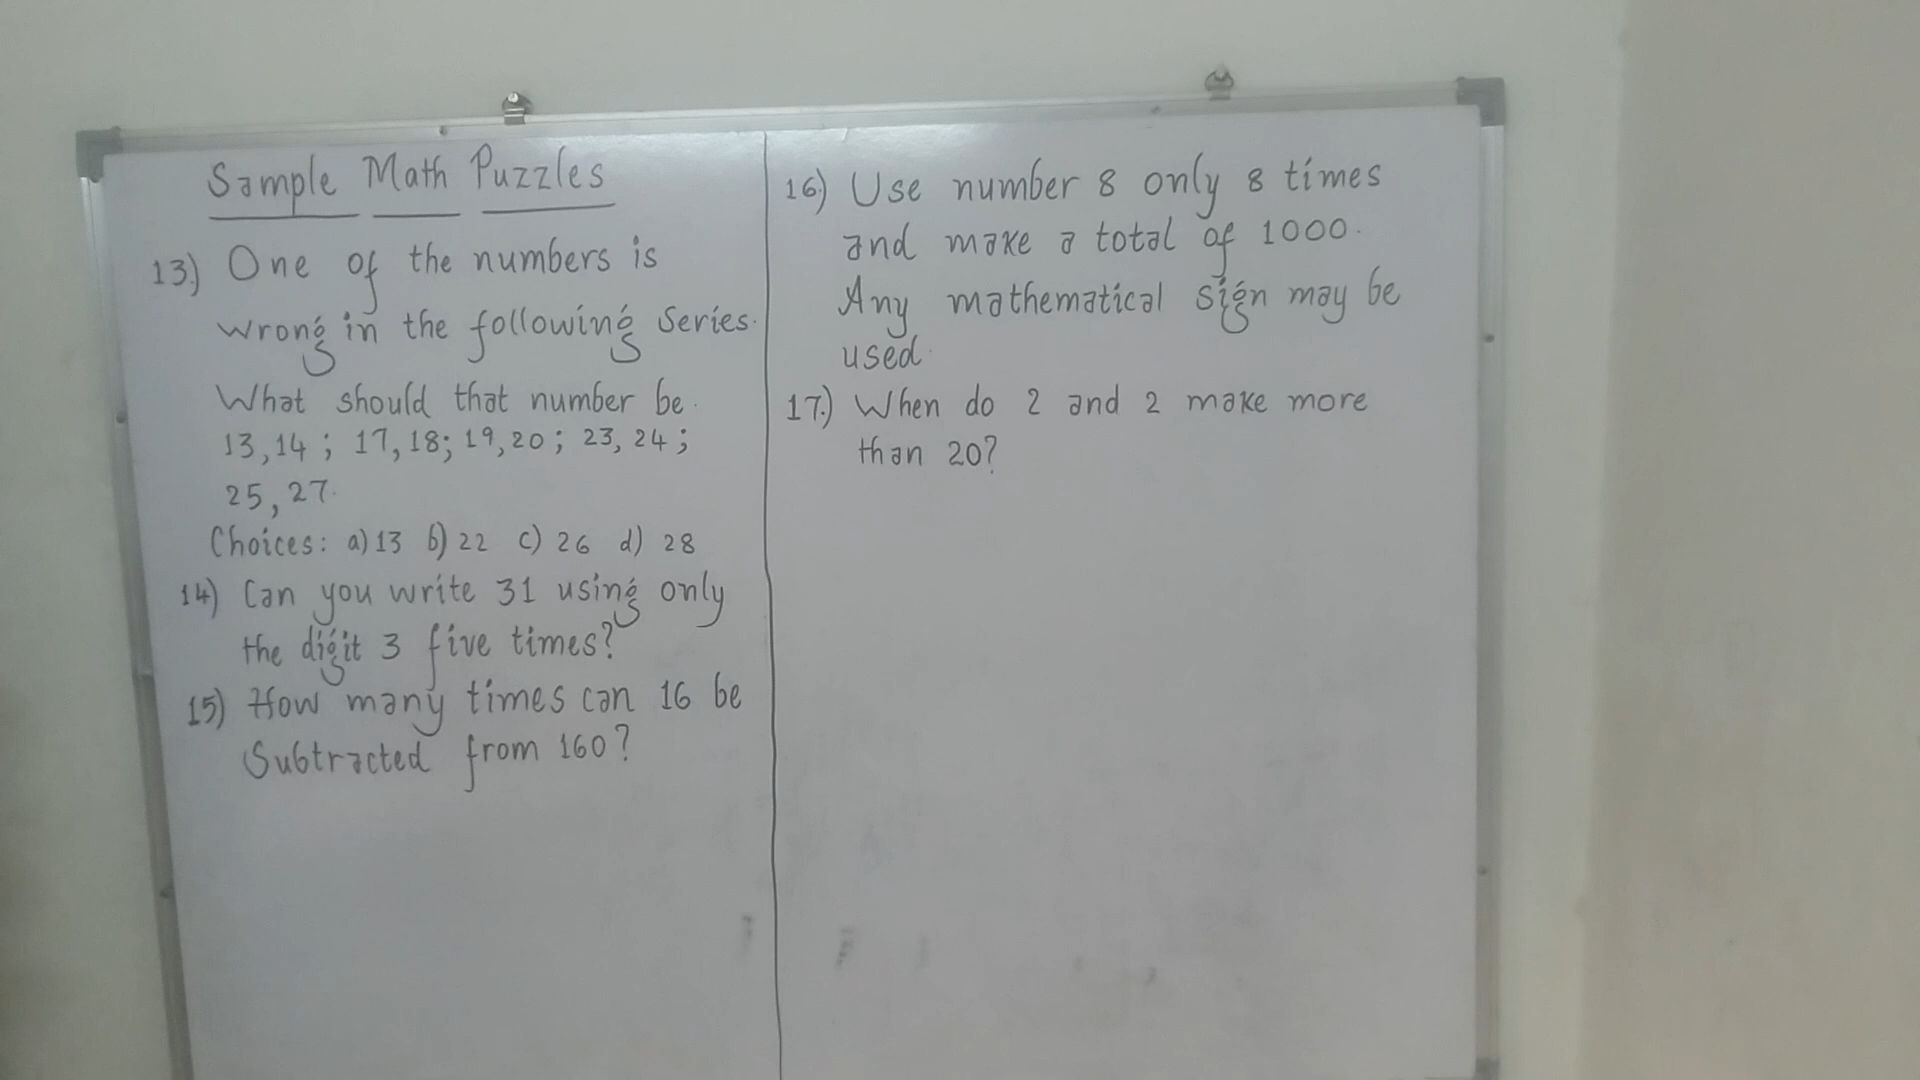 Sample Math Puzzles
13) One of the numbers is
wrong in the following series.
What should that number be.
13,14; 17,18; 19,20; 23, 24;
25, 27.
Choices: a) 13 b) 22 c) 26 d) 28
14) Can you write 31 using only
the digit 3 five times?
15) How many times can 16 be
Subtracted from 160?
16) Use number 8 only 8 times
and make a total of 1000.
Any mathematical sign may be
used.
17.) When do 2 and 2 make more
than 20?